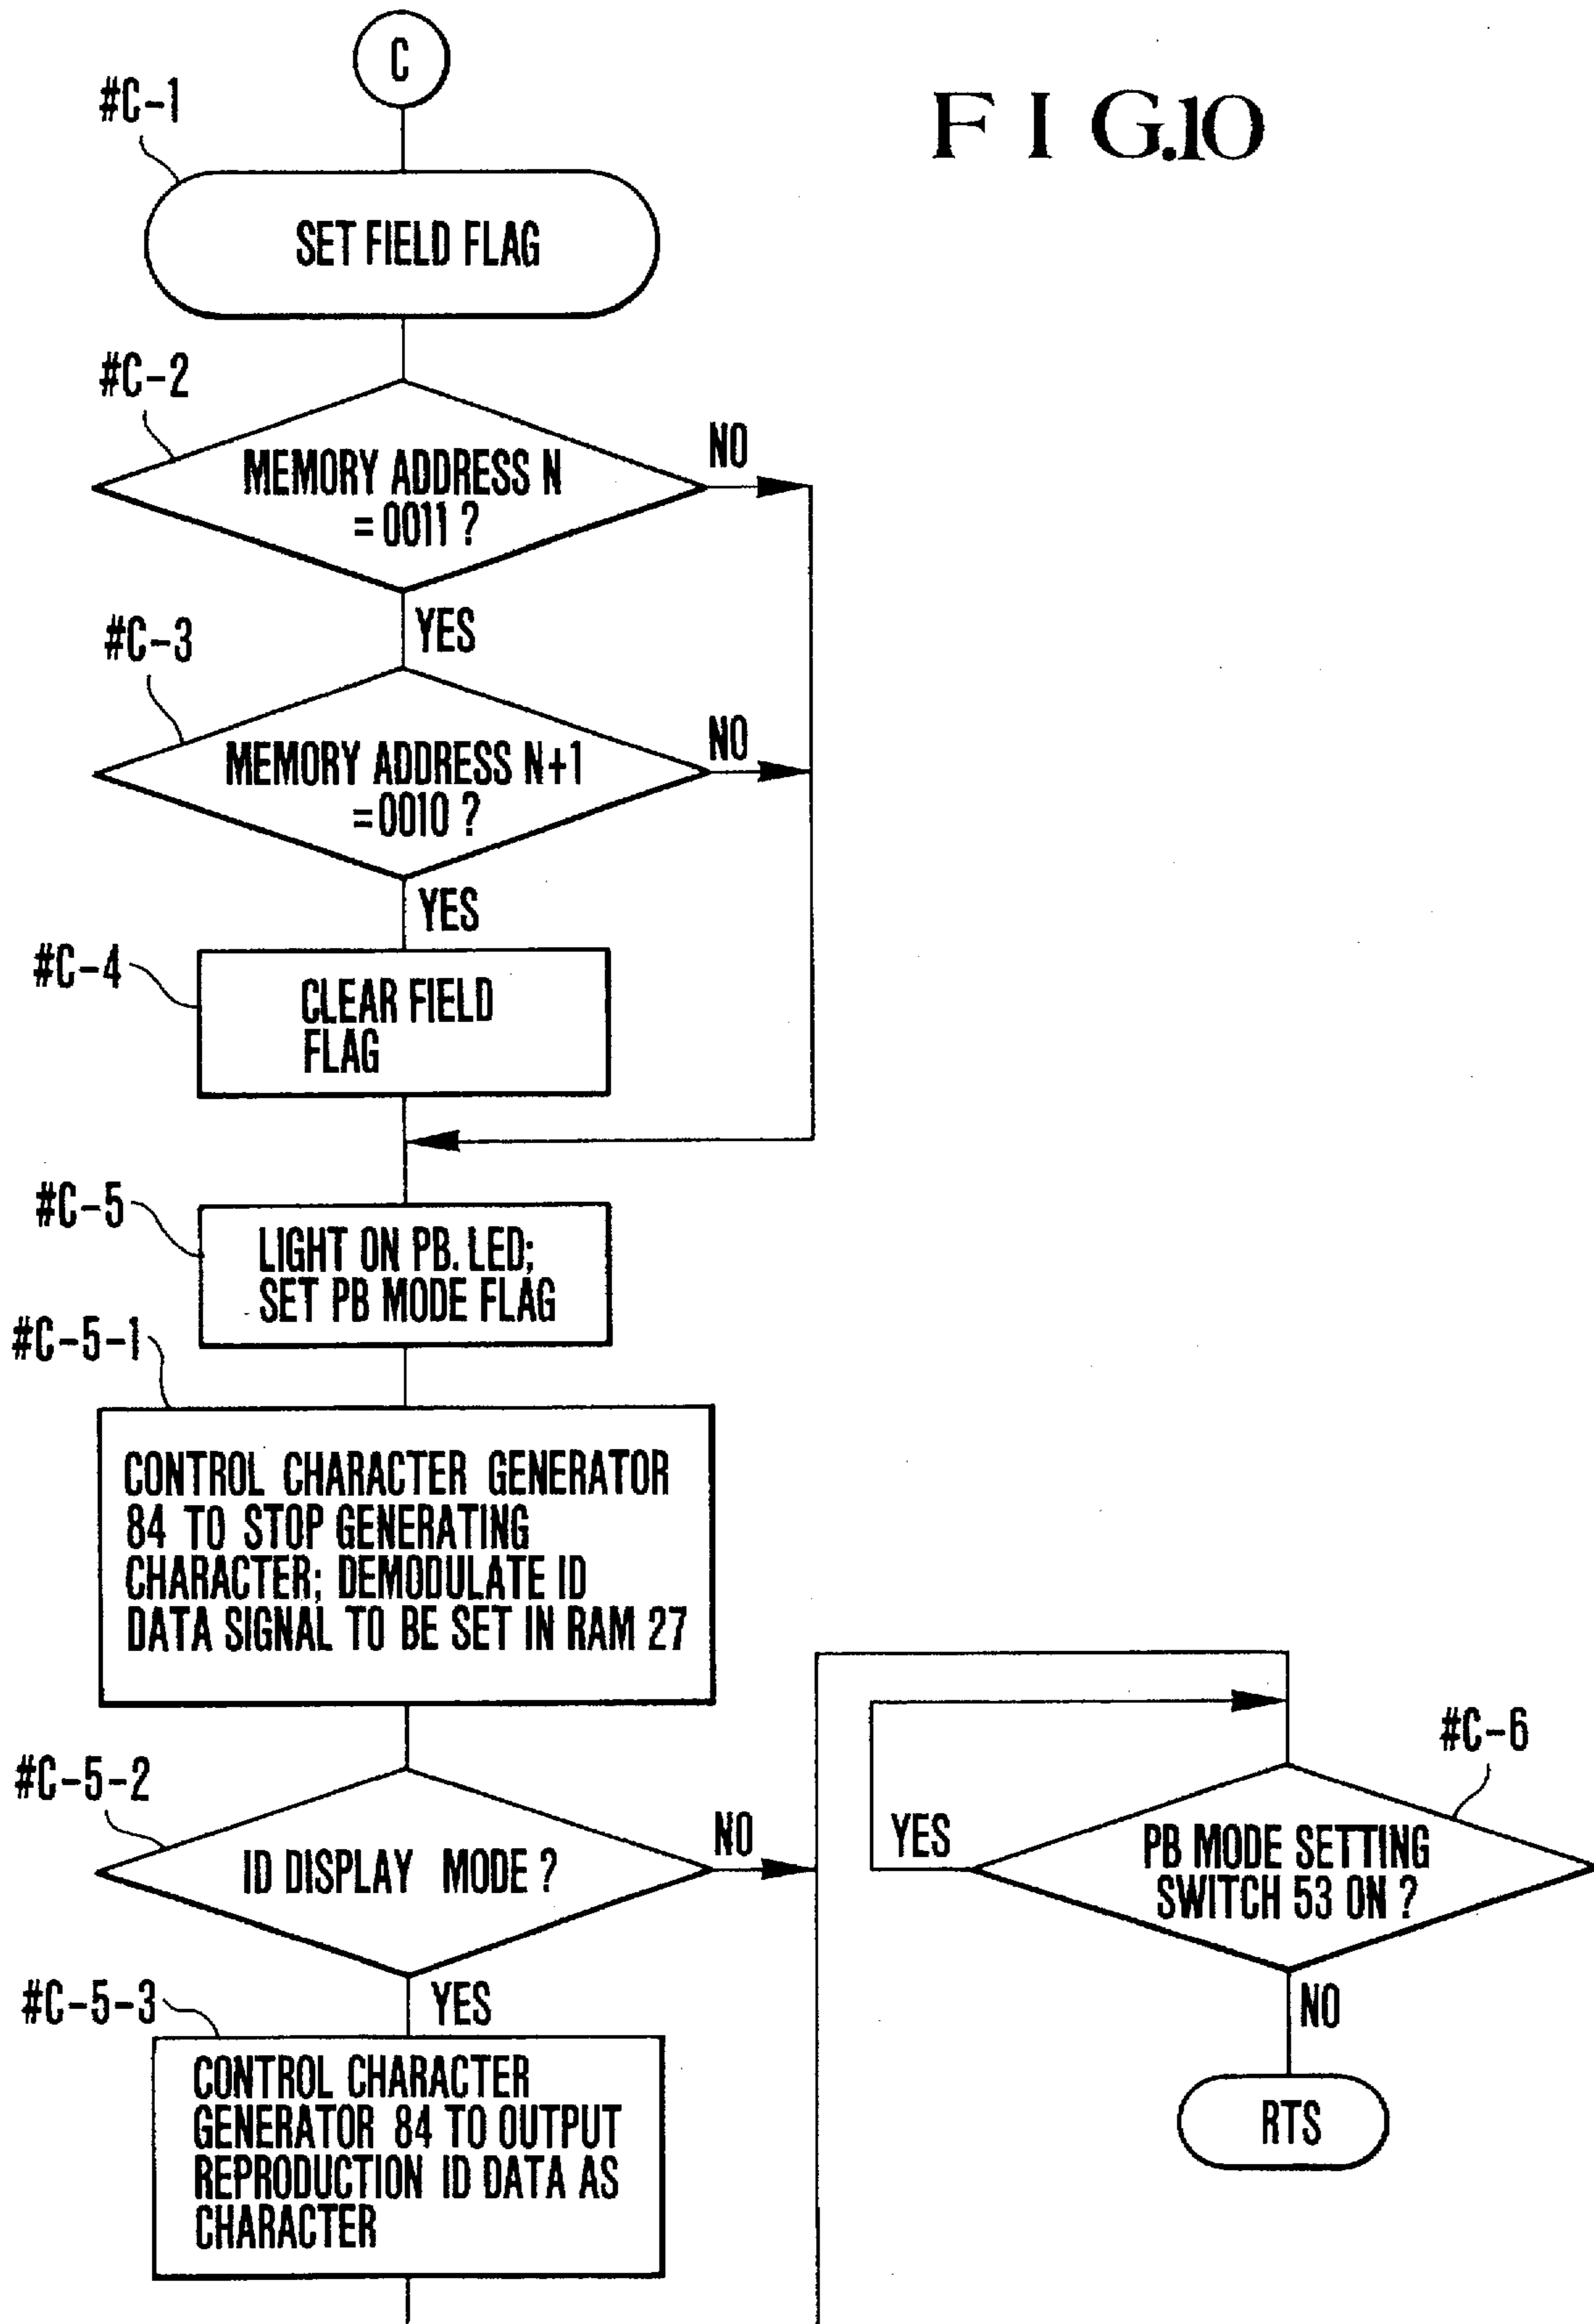 FIG.10
C
#C-1
SET FIELD FLAG
#C-2
MEMORY ADDRESS N
=0011?
NO
YES
#C-3
MEMORY ADDRESS N+1
=0010?
NO
YES
#C-4
CLEAR FIELD
FLAG
#C-5
LIGHT ON PB. LED;
SET PB MODE FLAG
#C-5-1
CONTROL CHARACTER GENERATOR
84 TO STOP GENERATING
CHARACTER; DEMODULATE ID
DATA SIGNAL TO BE SET IN RAM 27
#C-5-2
ID DISPLAY MODE?
NO
YES
#C-5-3
CONTROL CHARACTER
GENERATOR 84 TO OUTPUT
REPRODUCTION ID DATA AS
CHARACTER
#C-6
YES
PB MODE SETTING
SWITCH 53 ON?
NO
RTS